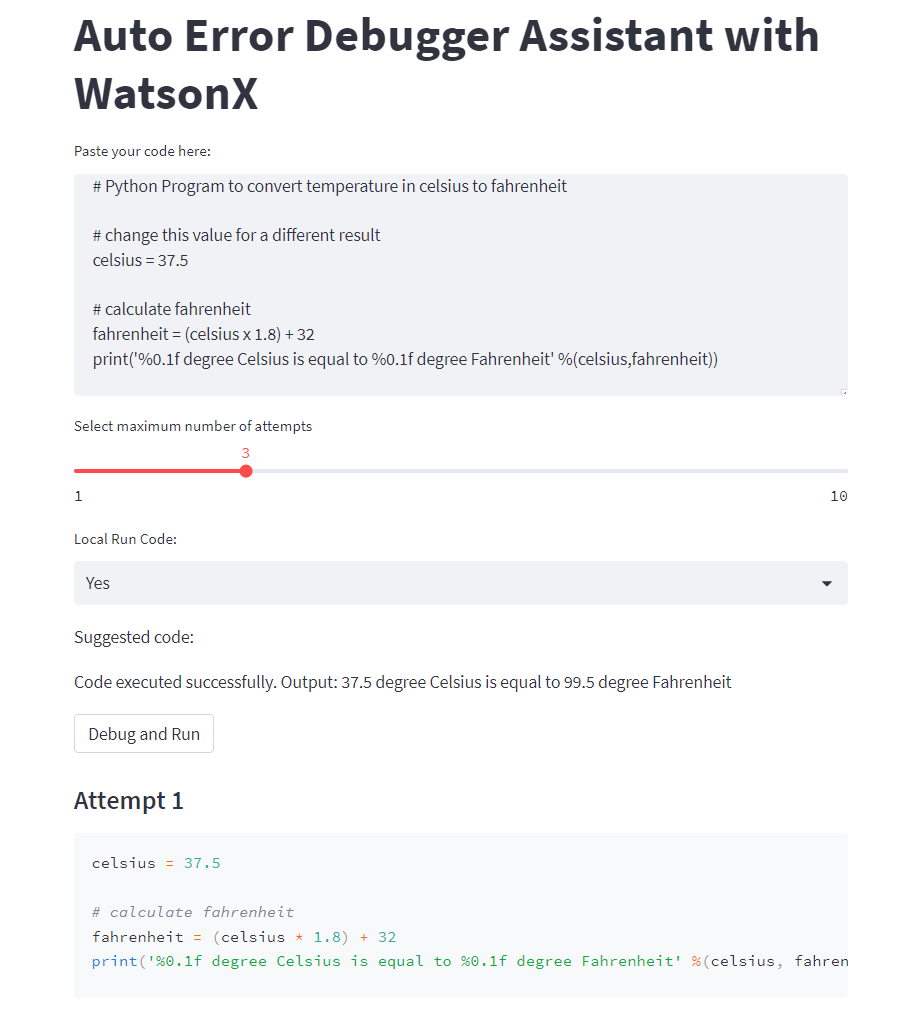 Auto Error Debugger Assistant with
WatsonX
Paste your code here:
# Python Program to convert temperature in celsius to fahrenheit
# change this value for a different result
celsius = 37.5
# calculate fahrenheit
fahrenheit = (celsius x 1.8) + 32
print('%0.1f degree Celsius is equal to %0.1f degree Fahrenheit' %(celsius,fahrenheit))
Select maximum number of attempts
3
1 10
Local Run Code:
Yes
Suggested code:
Code executed successfully. Output: 37.5 degree Celsius is equal to 99.5 degree Fahrenheit
Debug and Run
Attempt 1
celsius = 37.5
# calculate fahrenheit
fahrenheit = (celsius * 1.8) + 32
print('%0.1f degree Celsius is equal to %0.1f degree Fahrenheit' %(celsius, fahren